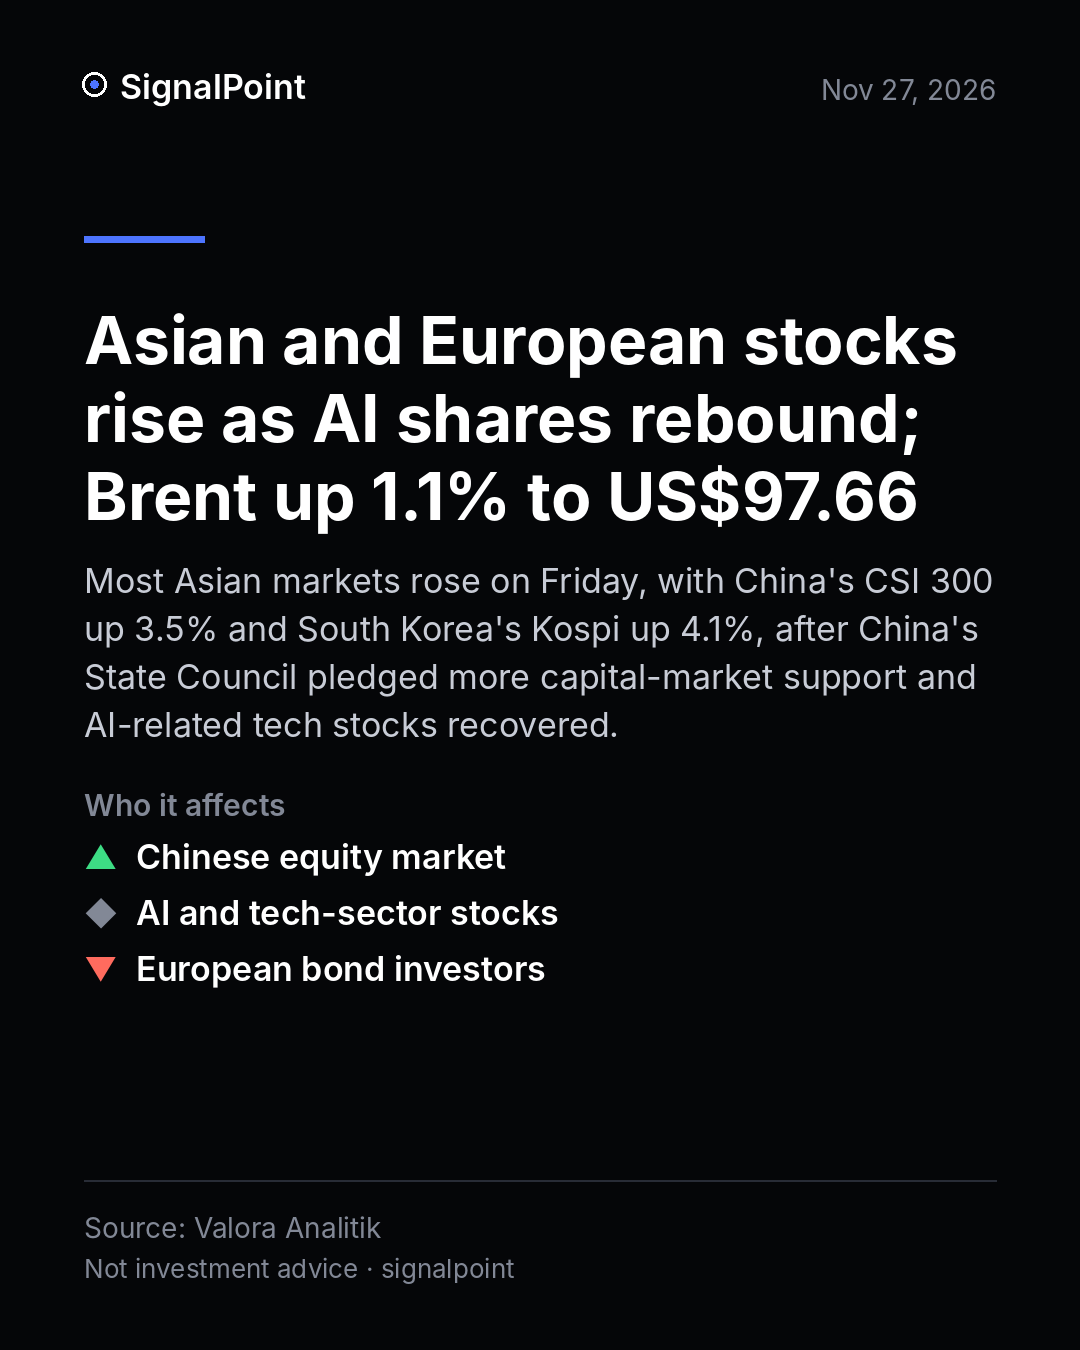 SignalPoint
Nov 27, 2026
Asian and European stocks
rise as AI shares rebound;
Brent up 1.1% to US$97.66
Most Asian markets rose on Friday, with China's CSI 300
up 3.5% and South Korea's Kospi up 4.1%, after China's
State Council pledged more capital-market support and
AI-related tech stocks recovered.
Who it affects
Chinese equity market
AI and tech-sector stocks
European bond investors
Source: Valora Analitik
Not investment advice · signalpoint